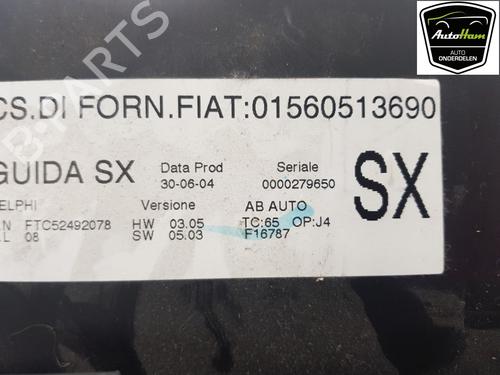 AutoHam
AUTO
ONDERDELEN
B-PARTS
CS.DI FORN.FIAT:01560513690
GUIDA SX
Data Prod
30-06-04
Seriale
0000279650
SX
ELPHI
.N FTC52492078
.L 08
Versione
HW 03.05
SW 05.03
AB AUTO
TC:65 OP:J4
F16787